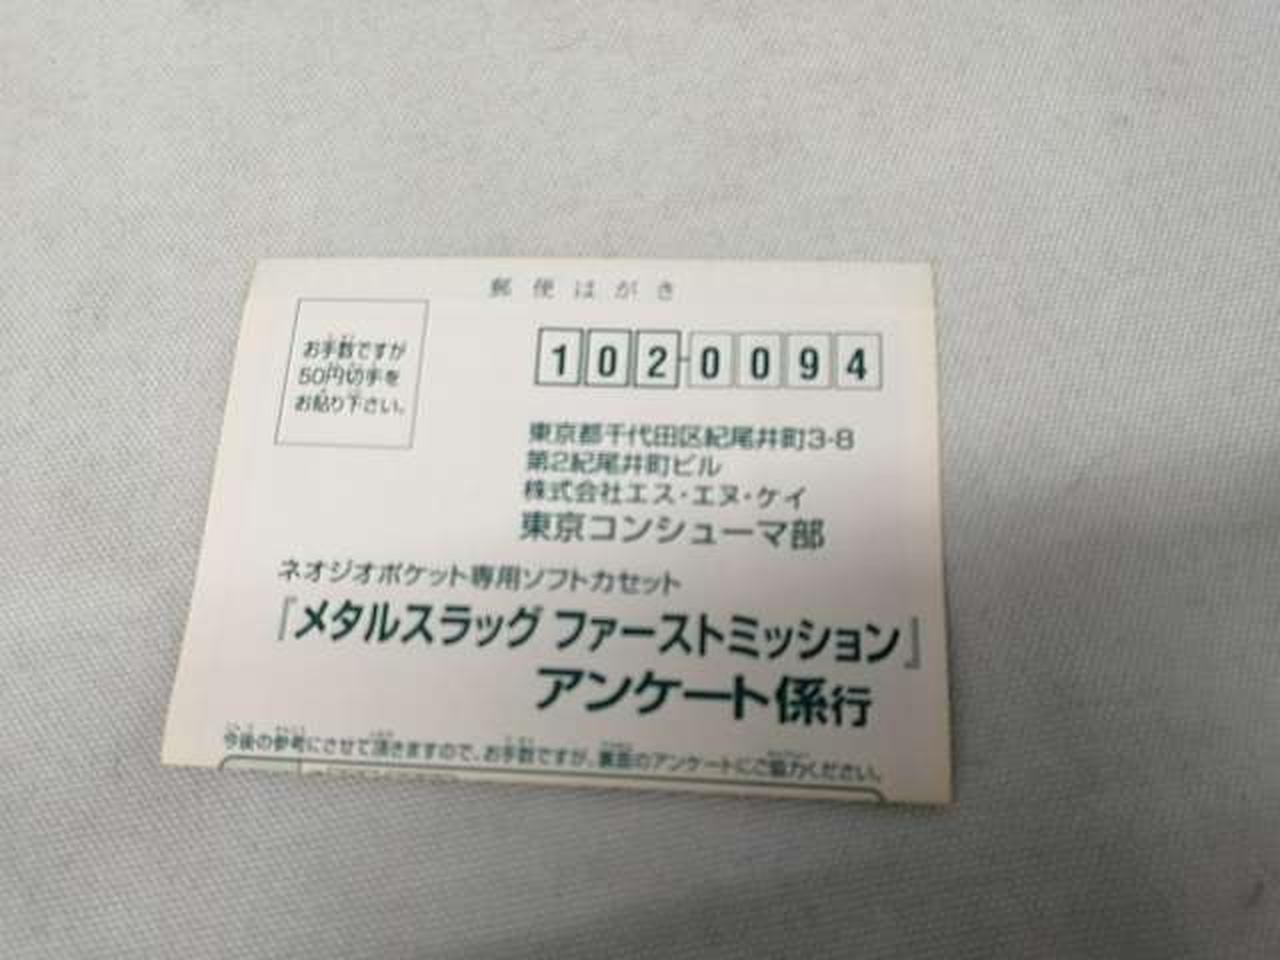 郵便はがき
お手数ですが
50円切手を
お貼り下さい。
102-0094
東京都千代田区紀尾井町3-8
第2紀尾井町ビル
株式会社エス・エヌ・ケイ
東京コンシューマ部
ネオジオポケット専用ソフトカセット
『メタルスラッグ ファーストミッション』
アンケート係行
今後の参考にさせて頂きますので、お手数ですが、裏面のアンケートにご協力ください。